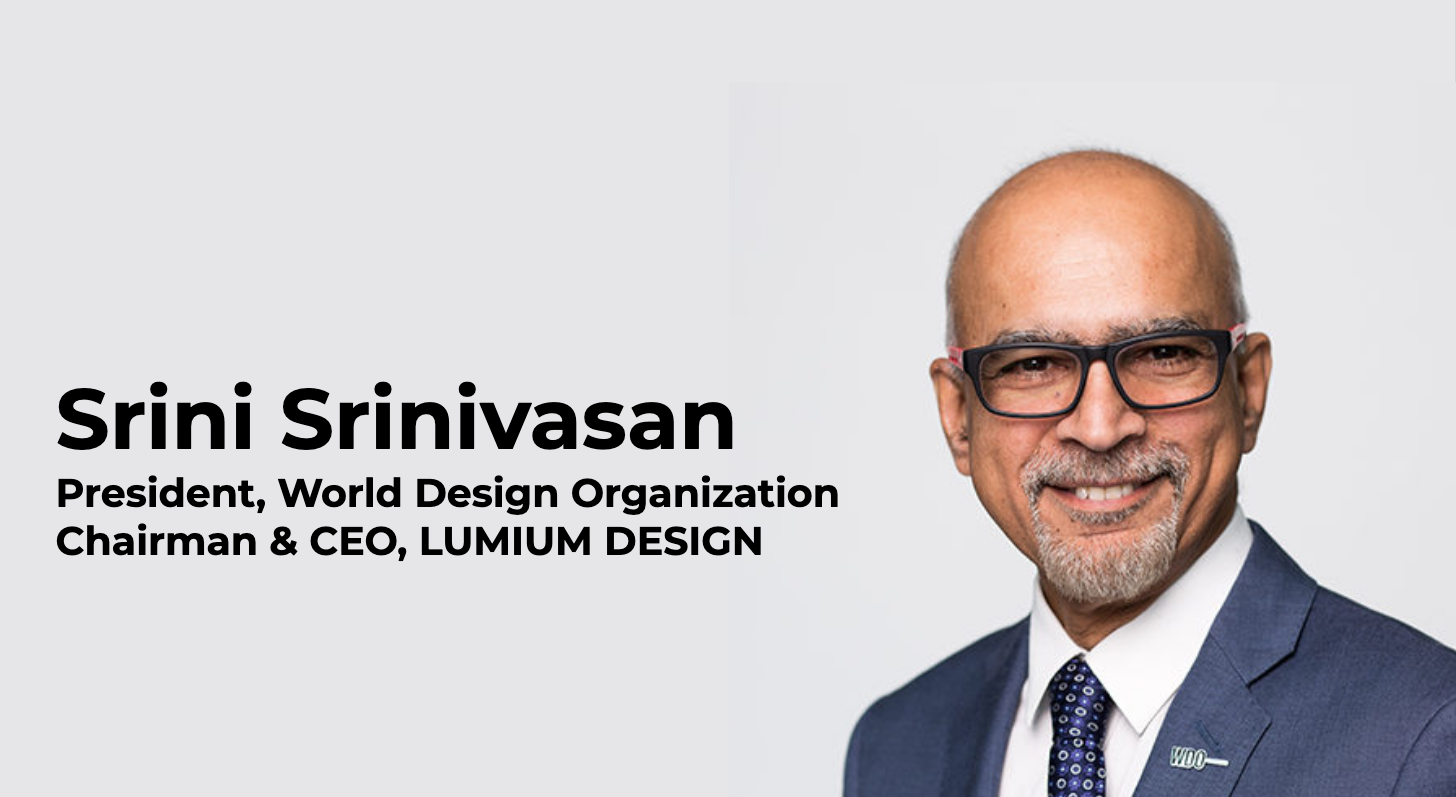 Srini Srinivasan
President, World Design Organization
Chairman & CEO, LUMIUM DESIGN
WDO